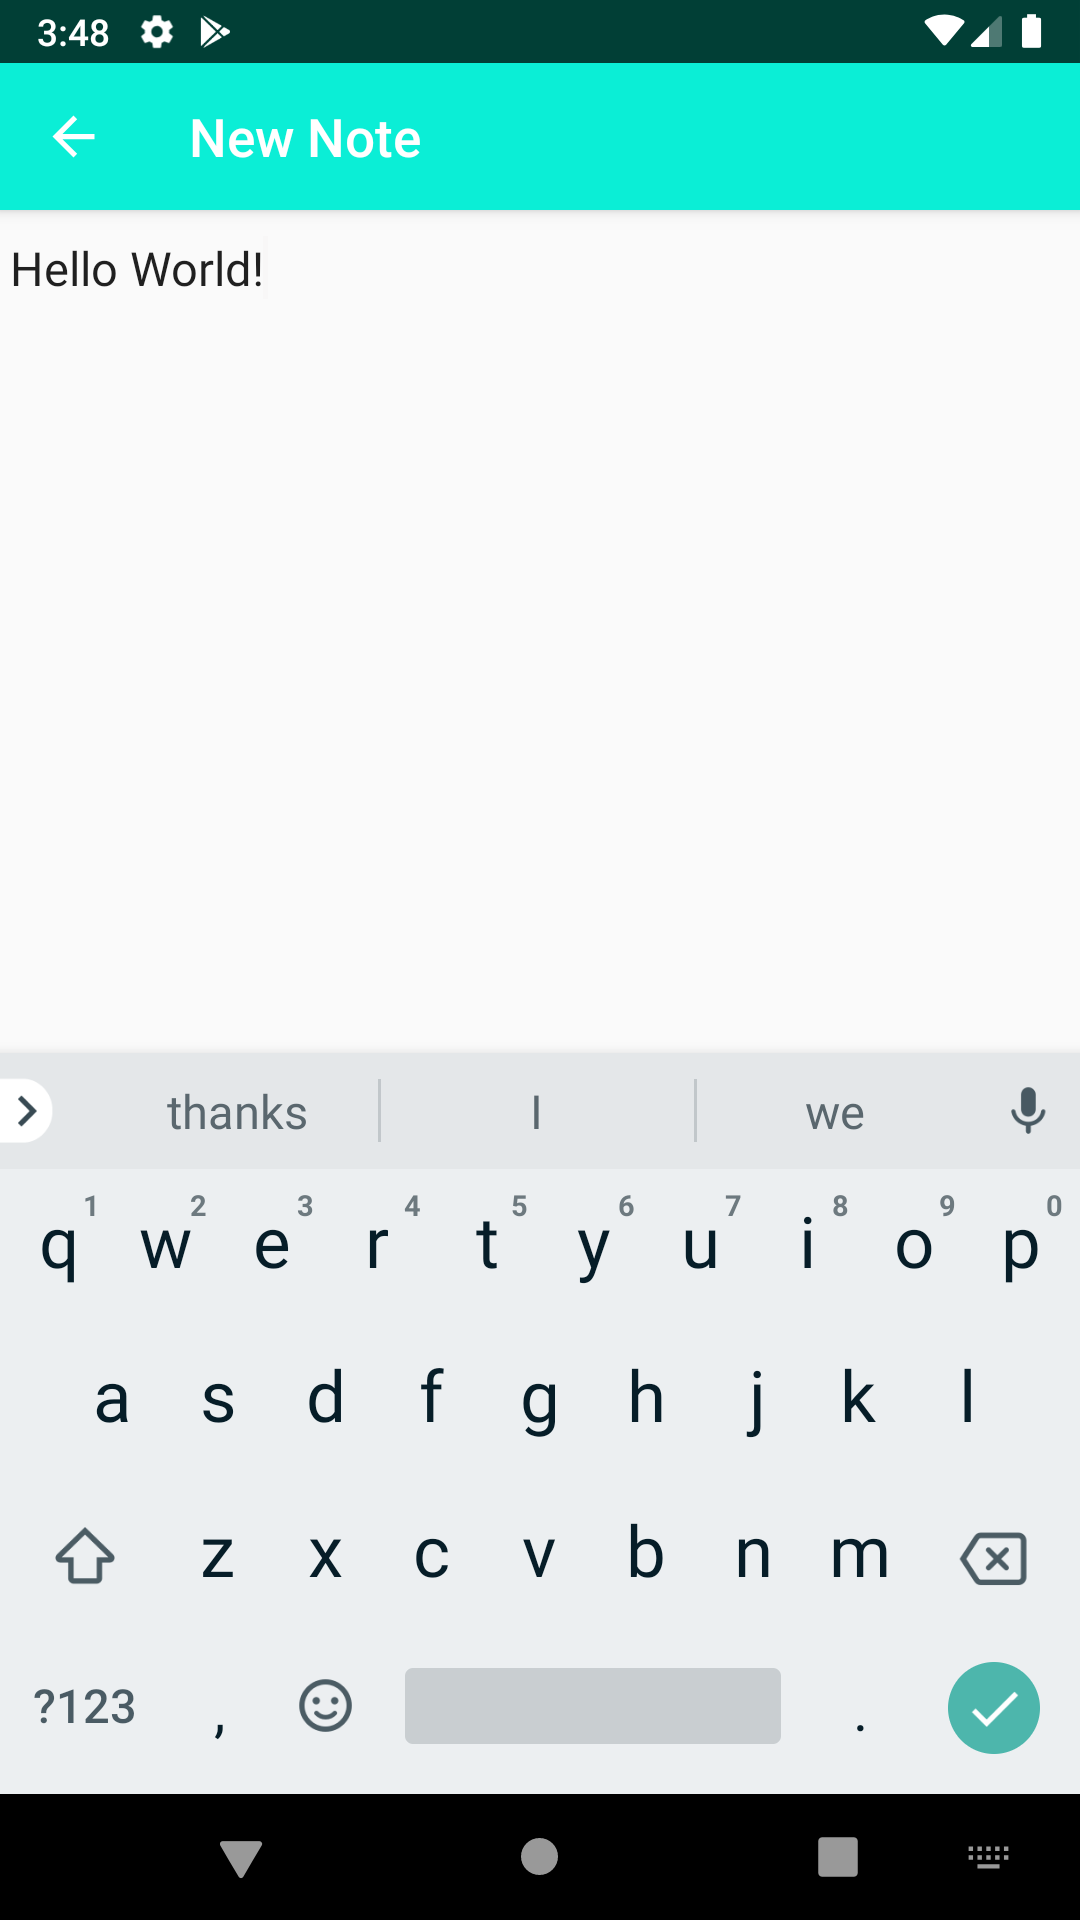 3:48
New Note
Hello World!
thanks I we
1 2 3 4 5 6 7 8 9 0
q w e r t y u i o p
a s d f g h j k l
z x c v b n m
?123 , .